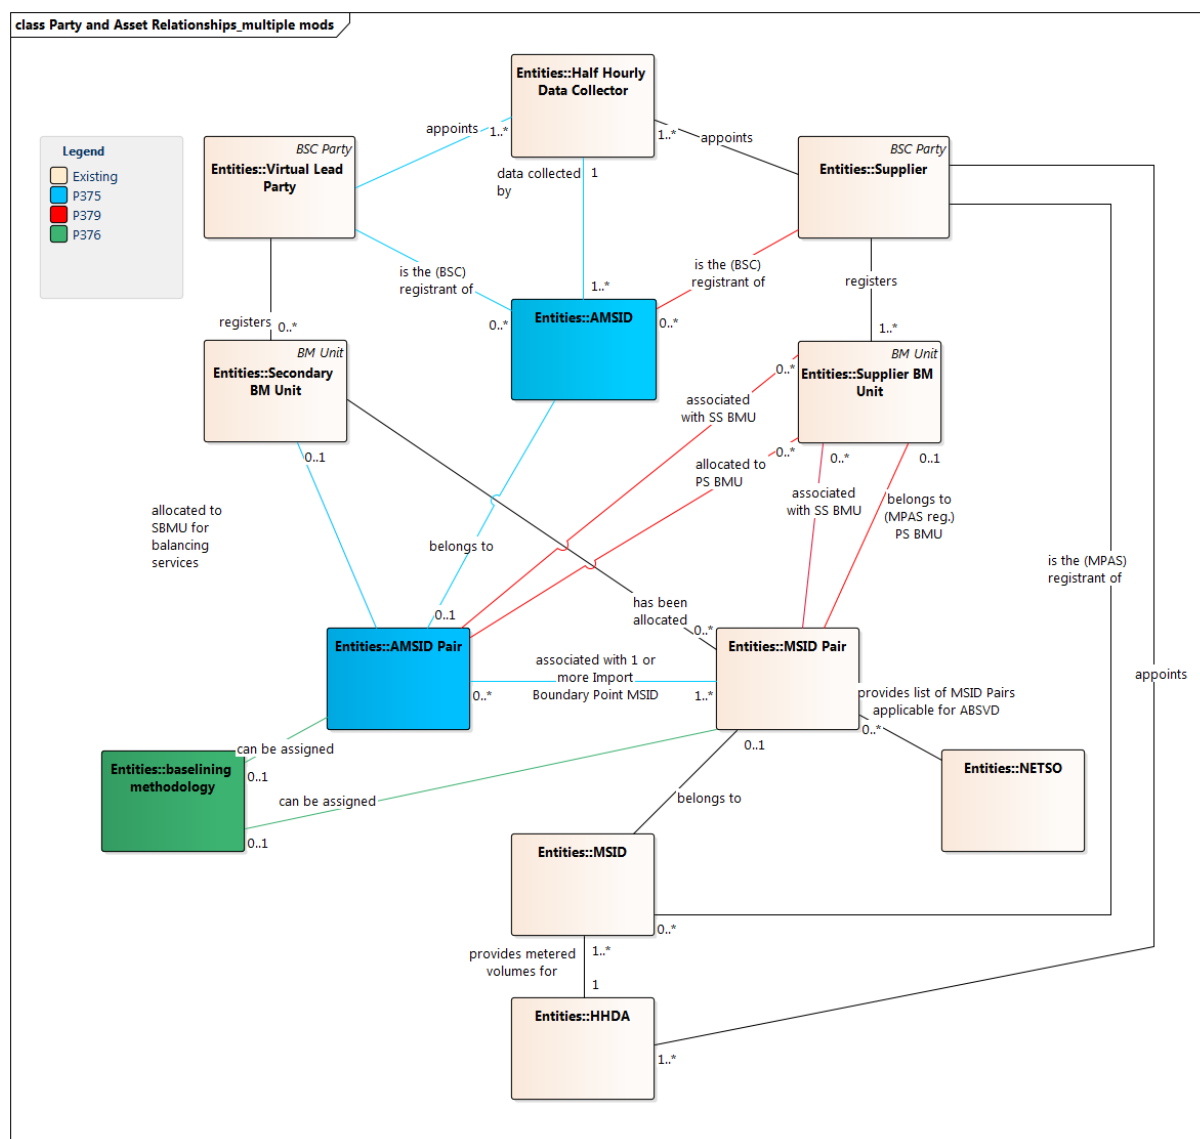 class Party and Asset Relationships_multiple mods
Entities::Half Hourly
Data Collector
appoints
1..*
1..*
appoints
Legend
Existing
P375
P379
P376
BSC Party
Entities::Virtual Lead
Party
data collected
by
1
BSC Party
Entities::Supplier
is the (BSC)
registrant of
is the (BSC)
registrant of
registers
1..*
0..*
Entities::AMSID
0..*
registers
0..*
1..*
BM Unit
Entities::Secondary
BM Unit
BM Unit
Entities::Supplier BM
Unit
0..*
associated
with SS BMU
0..1
0..*
0..*
0..1
allocated to
PS BMU
associated
with SS BMU
belongs to
(MPAS reg.)
PS BMU
allocated to
SBMU for
balancing
services
belongs to
is the (MPAS)
registrant of
has been
allocated
0..1
0..*
Entities::AMSID Pair
Entities::MSID Pair
associated with 1 or
more Import
Boundary Point MSID
0..*
1..*
appoints
provides list of MSID Pairs
applicable for ABSVD
0..*
can be assigned
0..1
0..1
Entities::baselining
methodology
Entities::NETSO
can be assigned
belongs to
0..1
Entities::MSID
0..*
1..*
provides metered
volumes for
1
Entities::HHDA
1..*